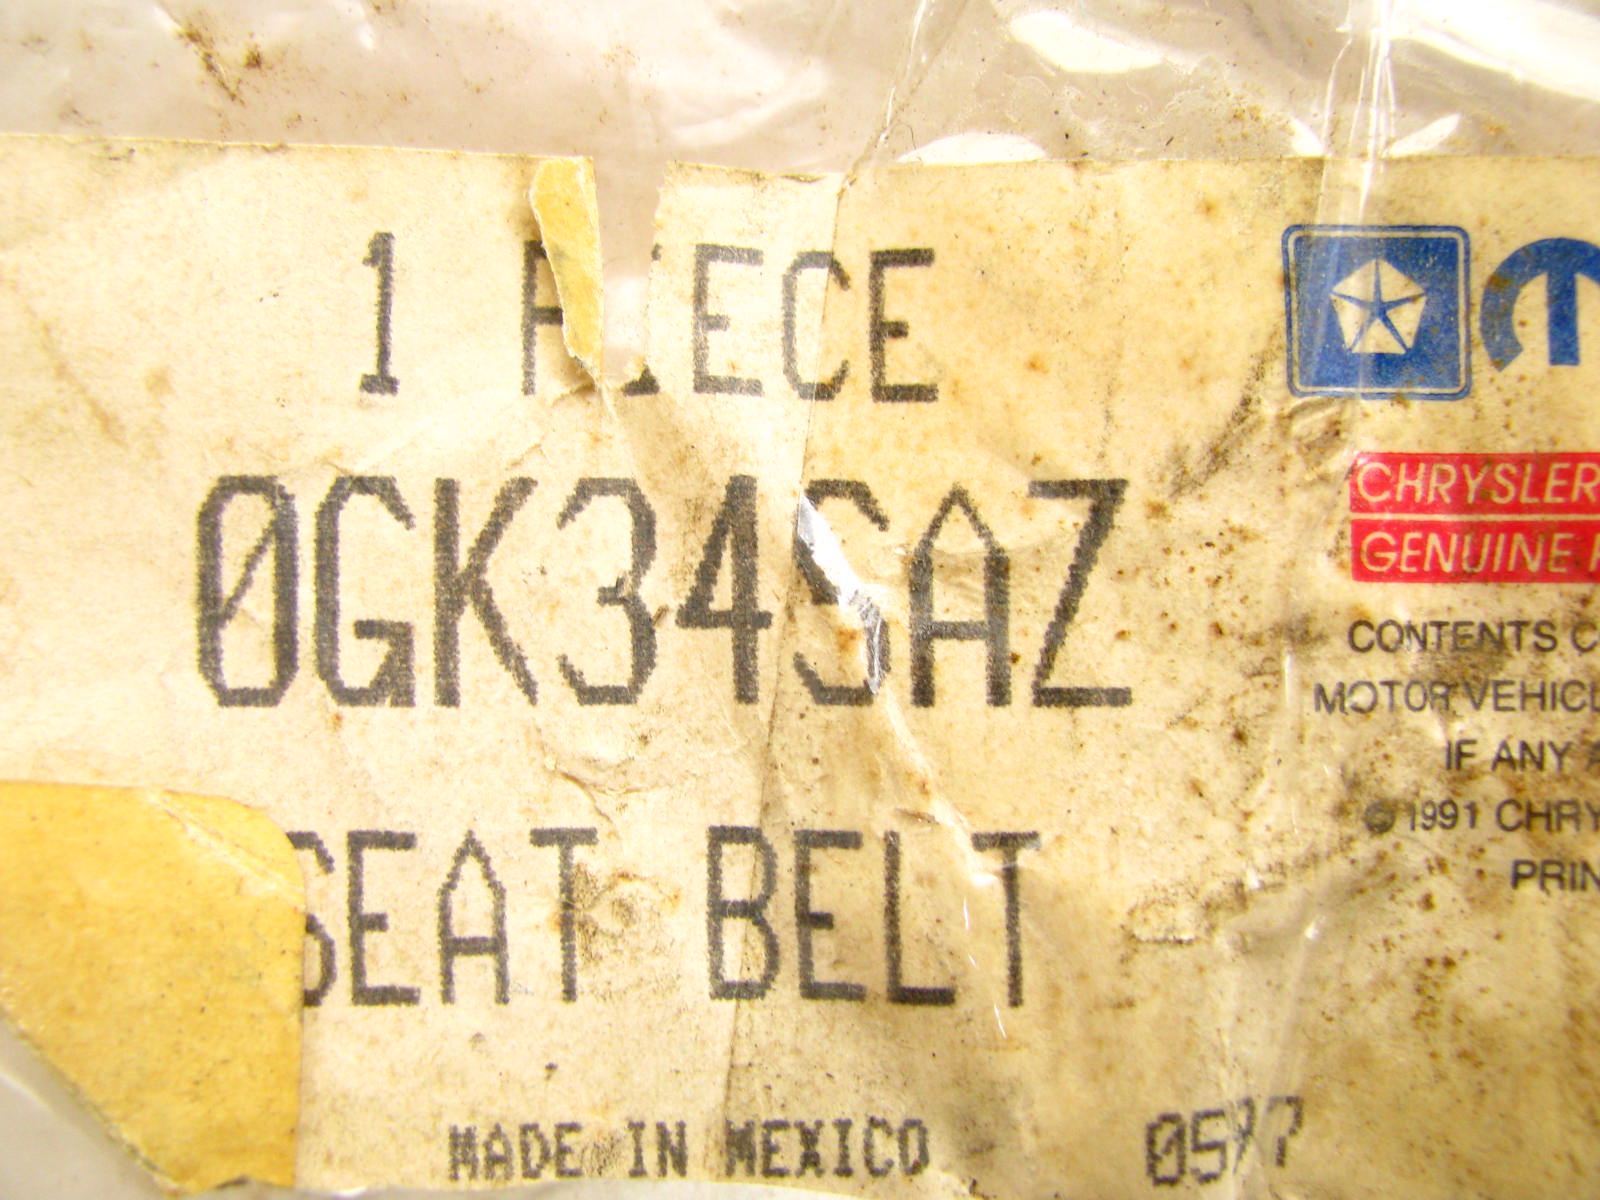 1 PIECE
0GK34SAZ
SEAT BELT
MADE IN MEXICO
CHRYSLER
GENUINE
CONTENTS
MOTOR VEHICL
IF ANY
© 1991 CHRY
PRIN